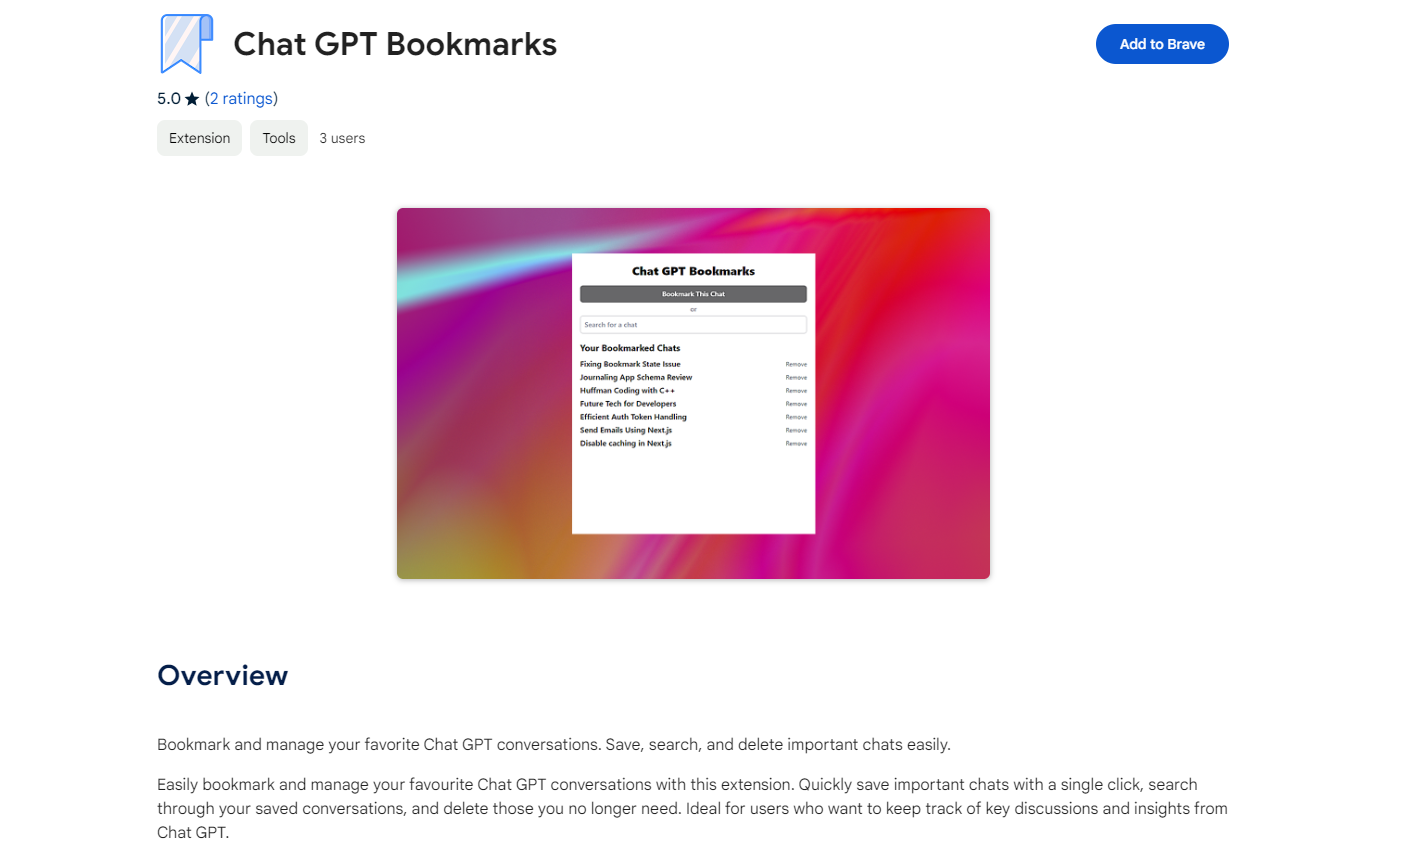 Chat GPT Bookmarks
Add to Brave
5.0 ★ (2 ratings)
Extension
Tools
3 users
Chat GPT Bookmarks
Bookmark This Chat
or
Search for a chat
Your Bookmarked Chats
Fixing Bookmark State Issue Remove
Journaling App Schema Review Remove
Huffman Coding with C++ Remove
Future Tech for Developers Remove
Efficient Auth Token Handling Remove
Send Emails Using Next.js Remove
Disable caching in Next.js Remove
Overview
Bookmark and manage your favorite Chat GPT conversations. Save, search, and delete important chats easily.
Easily bookmark and manage your favourite Chat GPT conversations with this extension. Quickly save important chats with a single click, search
through your saved conversations, and delete those you no longer need. Ideal for users who want to keep track of key discussions and insights from
Chat GPT.